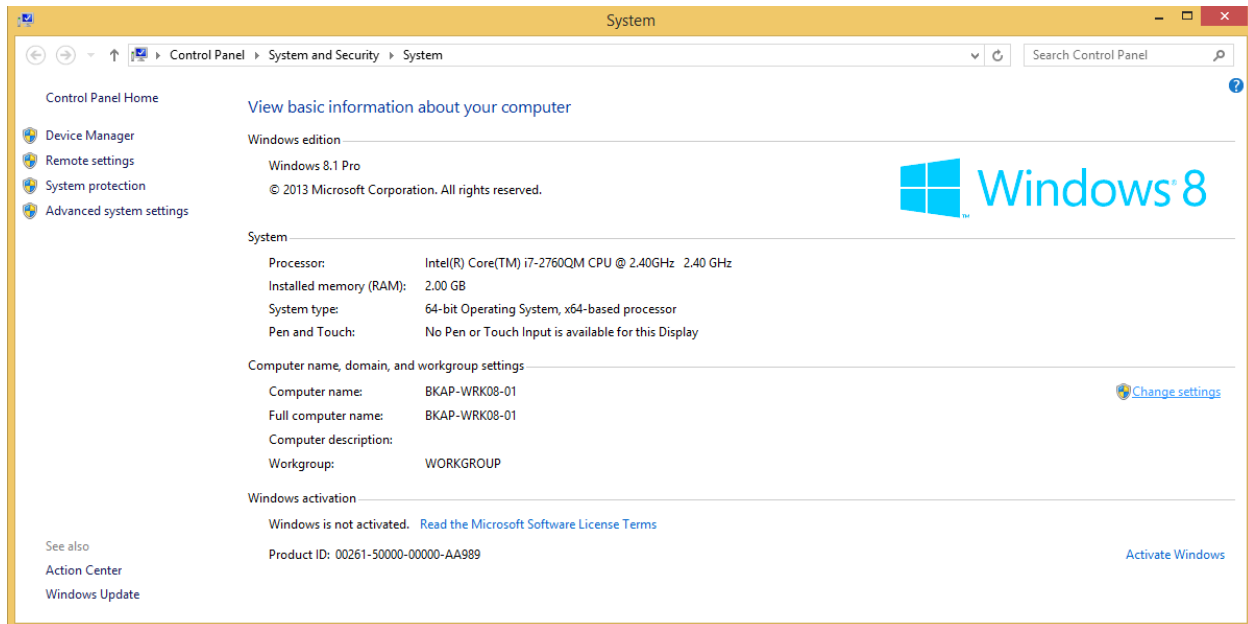 System
Control Panel System and Security System
Search Control Panel
Control Panel Home
Device Manager
Remote settings
System protection
Advanced system settings
View basic information about your computer
Windows edition
Windows 8.1 Pro
© 2013 Microsoft Corporation. All rights reserved.
Windows® 8
™
System
Processor: Intel(R) Core(TM) i7-2760QM CPU @ 2.40GHz 2.40 GHz
Installed memory (RAM): 2.00 GB
System type: 64-bit Operating System, x64-based processor
Pen and Touch: No Pen or Touch Input is available for this Display
Computer name, domain, and workgroup settings
Computer name: BKAP-WRK08-01 Change settings
Full computer name: BKAP-WRK08-01
Computer description:
Workgroup: WORKGROUP
Windows activation
Windows is not activated. Read the Microsoft Software License Terms
Product ID: 00261-50000-00000-AA989 Activate Windows
See also
Action Center
Windows Update